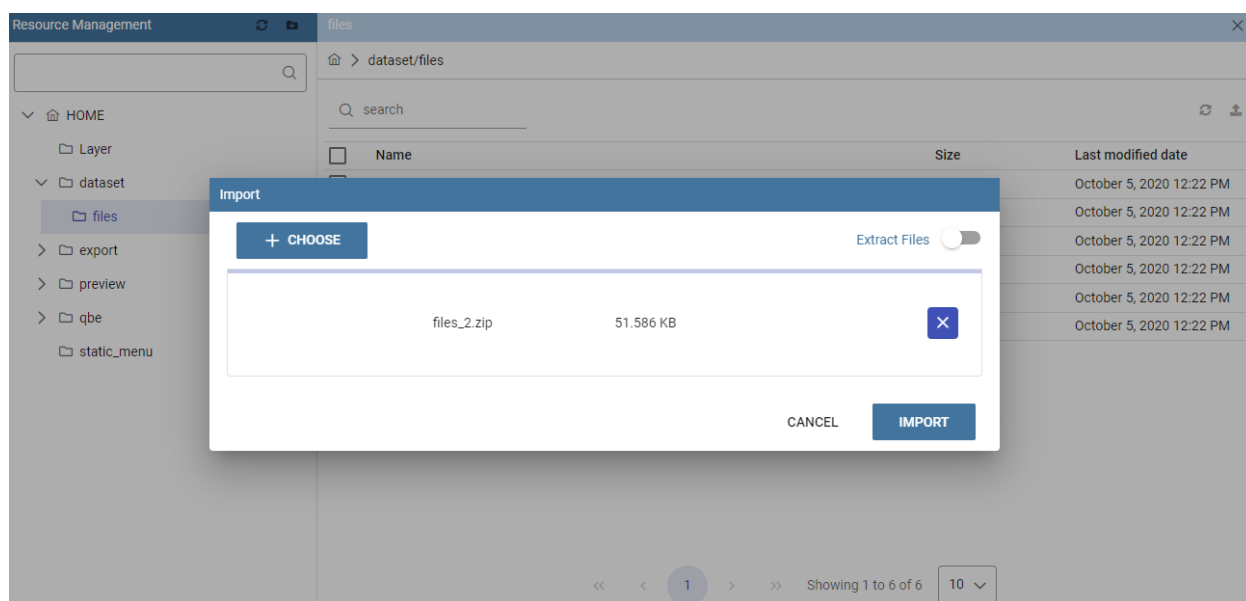 Resource Management
files
dataset/files
search
HOME
Layer
dataset
files
export
preview
qbe
static_menu
Name Size Last modified date
October 5, 2020 12:22 PM
October 5, 2020 12:22 PM
October 5, 2020 12:22 PM
October 5, 2020 12:22 PM
October 5, 2020 12:22 PM
October 5, 2020 12:22 PM
Import
+ CHOOSE Extract Files
files_2.zip 51.586 KB
CANCEL IMPORT
<< < 1 > >> Showing 1 to 6 of 6 10